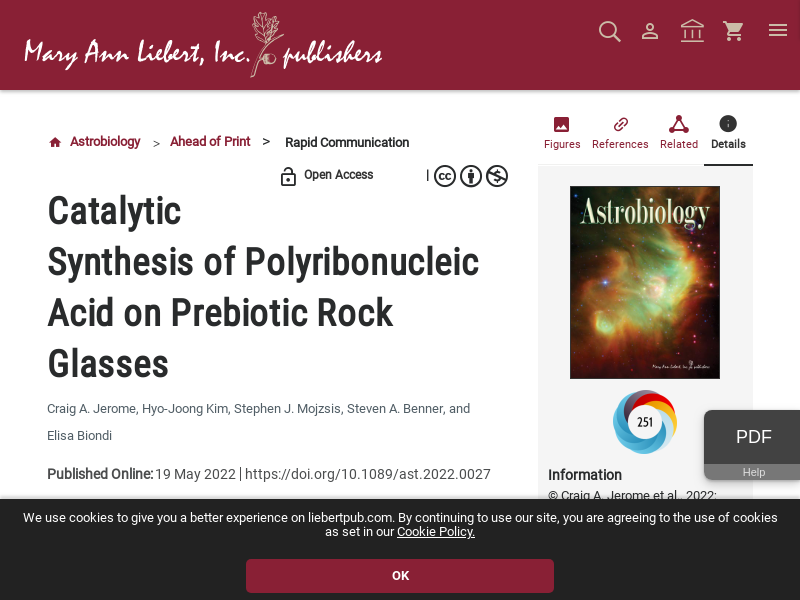 Mary Ann Liebert, Inc. publishers
Astrobiology > Ahead of Print > Rapid Communication
Open Access | cc
Catalytic
Synthesis of Polyribonucleic
Acid on Prebiotic Rock
Glasses
Craig A. Jerome, Hyo-Joong Kim, Stephen J. Mojzsis, Steven A. Benner, and
Elisa Biondi
Published Online: 19 May 2022 | https://doi.org/10.1089/ast.2022.0027
Figures References Related Details
Astrobiology
Mary Ann Liebert, Inc. publishers
251
Information
© Craig A. Jerome et al., 2022;
PDF
Help
We use cookies to give you a better experience on liebertpub.com. By continuing to use our site, you are agreeing to the use of cookies
as set in our Cookie Policy.
OK